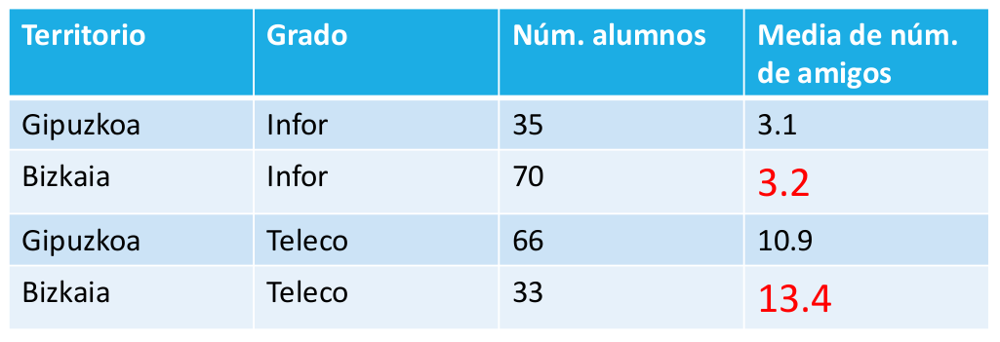 Territorio Grado Núm. alumnos Media de núm. de amigos
Gipuzkoa Infor 35 3.1
Bizkaia Infor 70 3.2
Gipuzkoa Teleco 66 10.9
Bizkaia Teleco 33 13.4